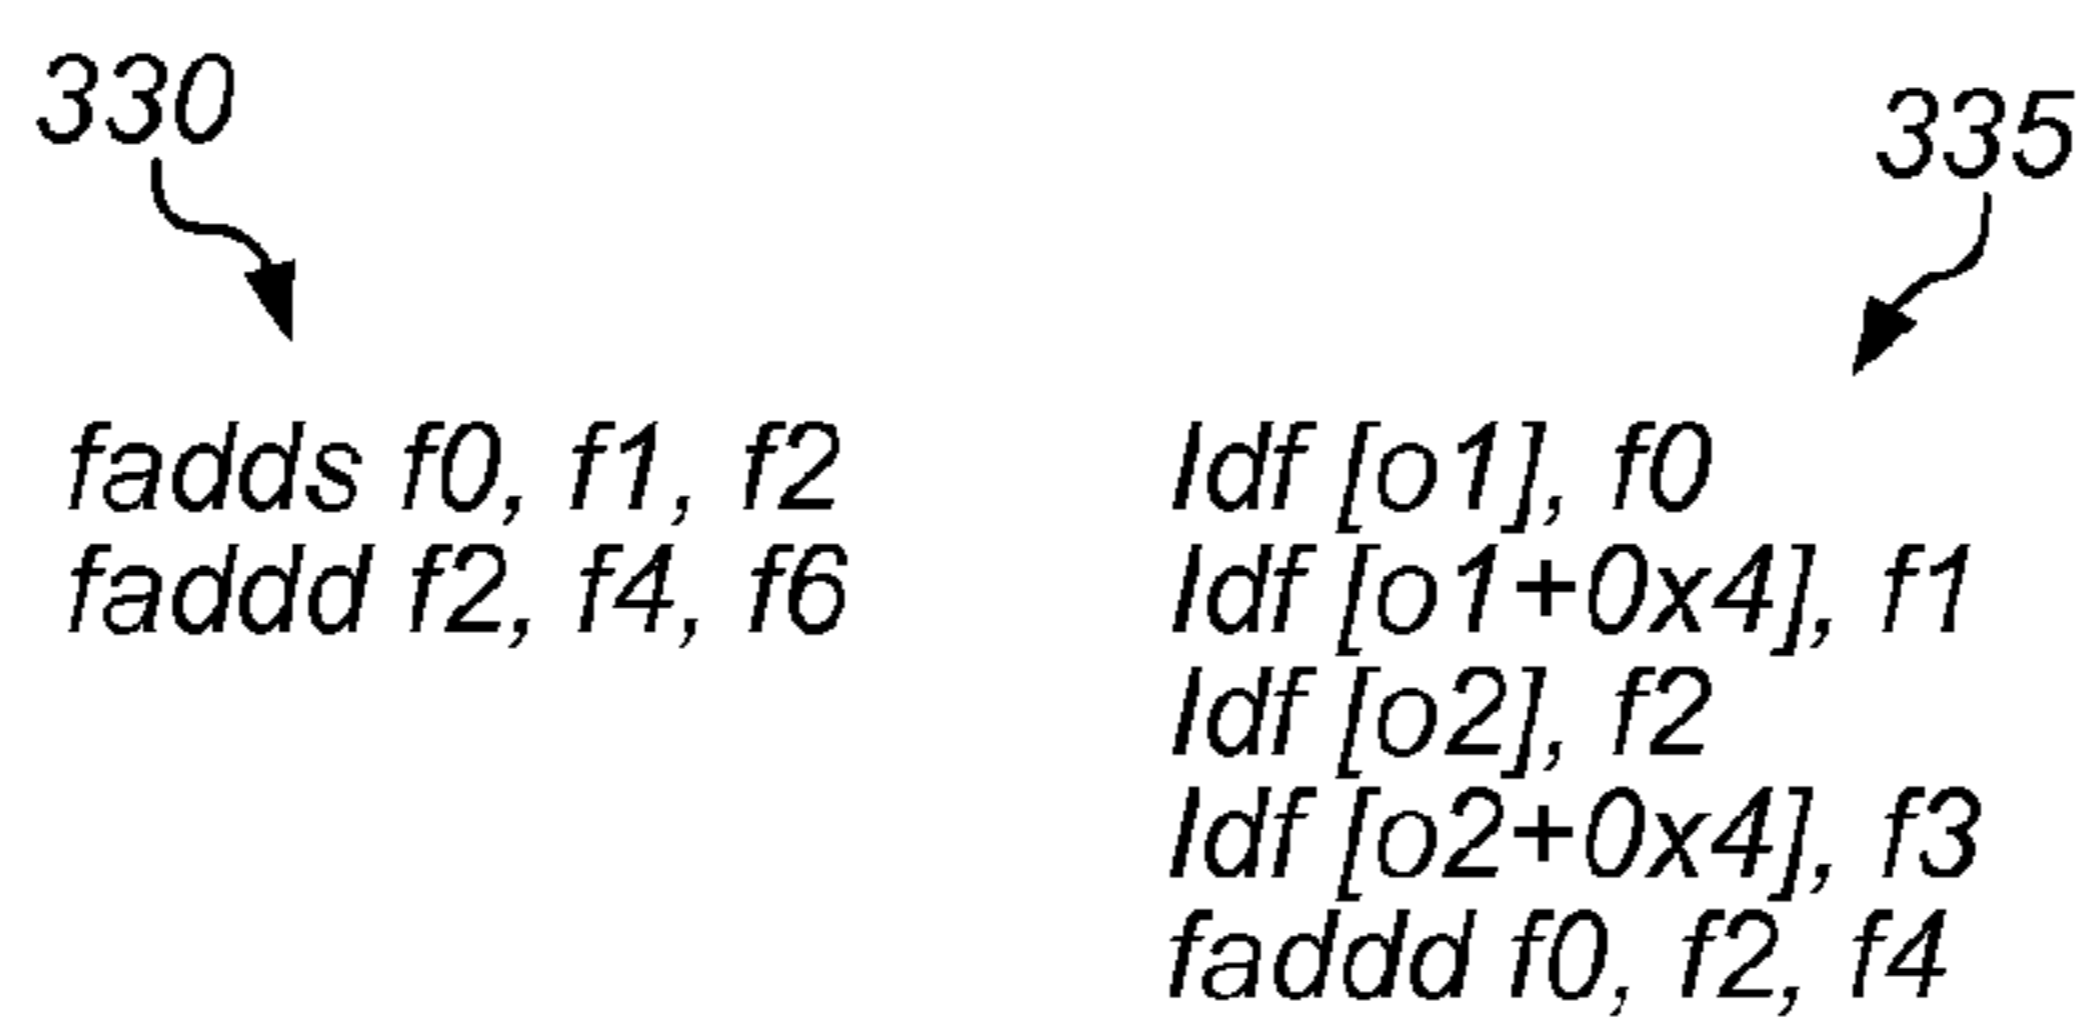 330
335
fadds f0, f1, f2
faddd f2, f4, f6
ldf [o1], f0
ldf [o1+0x4], f1
ldf [o2], f2
ldf [o2+0x4], f3
faddd f0, f2, f4